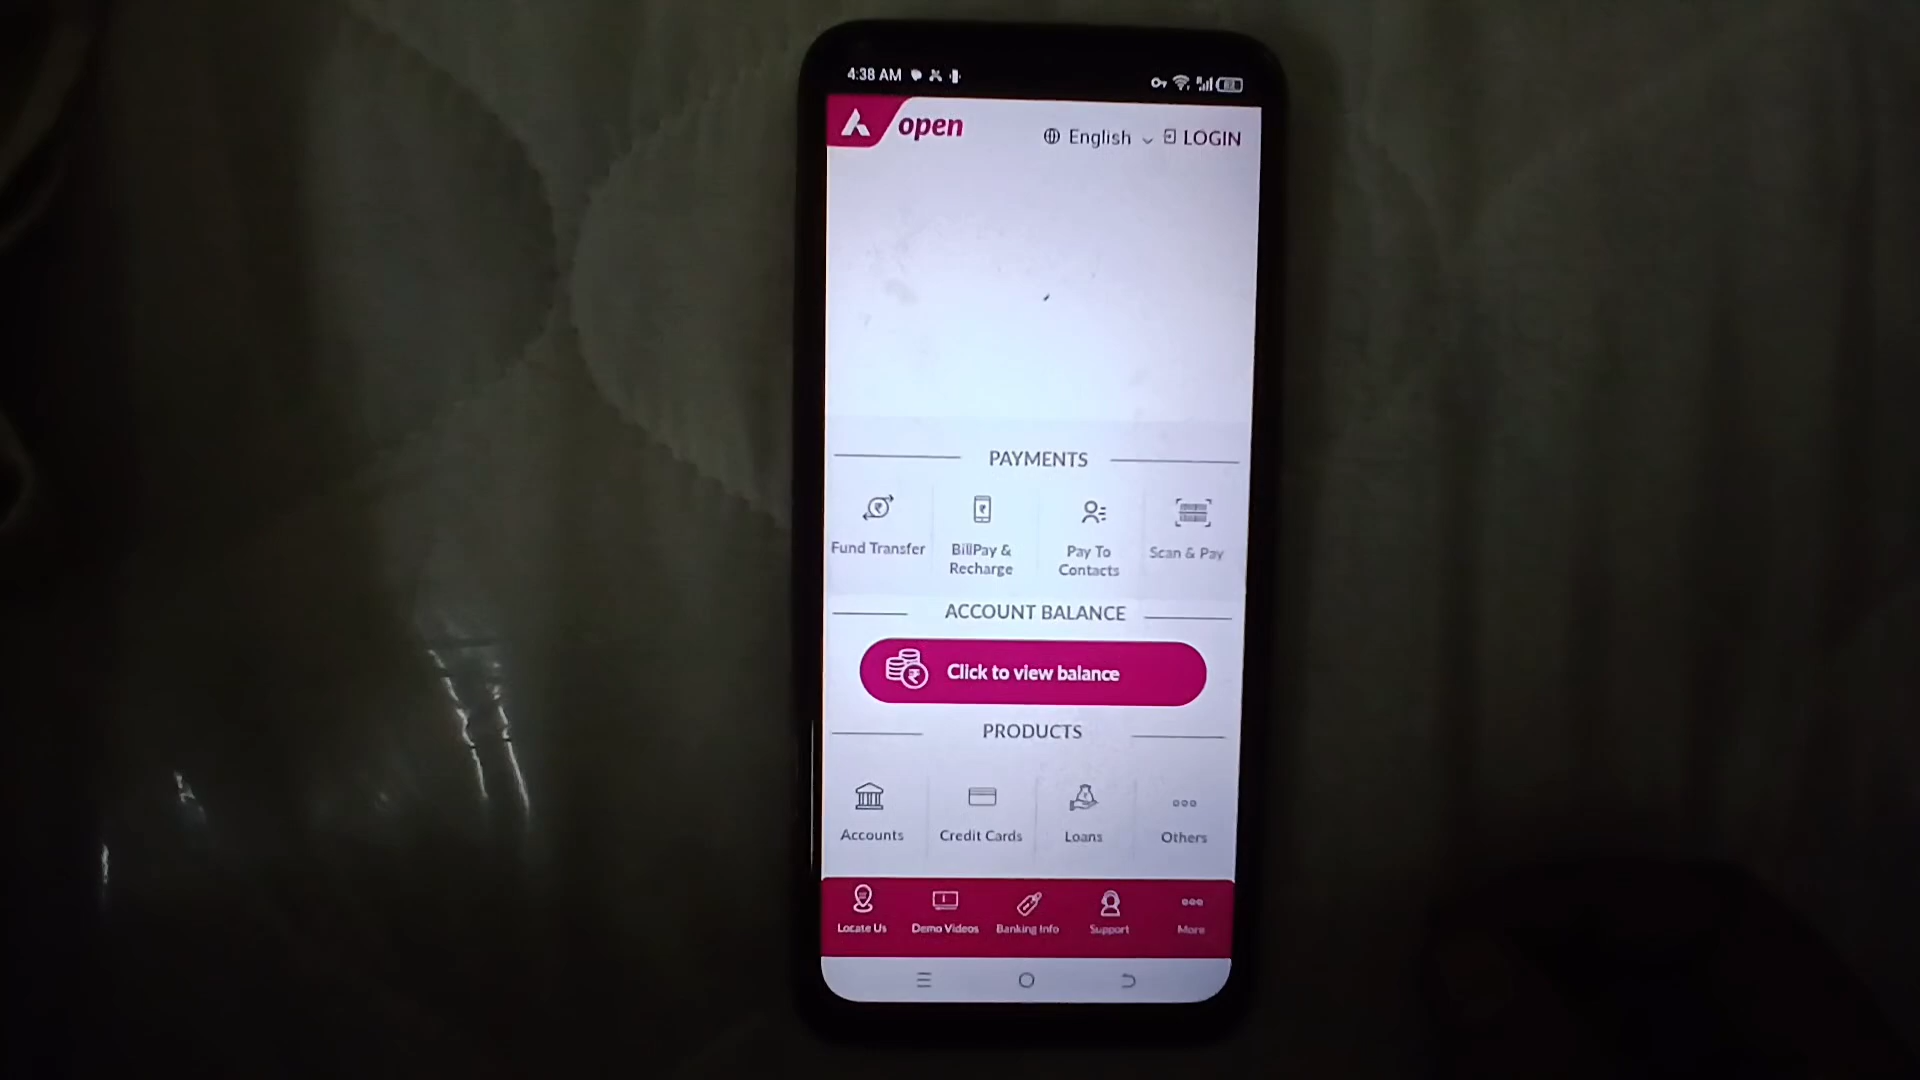 4:38 AM
open
English
LOGIN
PAYMENTS
Fund Transfer
BillPay &
Recharge
Pay To
Contacts
Scan & Pay
ACCOUNT BALANCE
Click to view balance
PRODUCTS
Accounts
Credit Cards
Loans
Others
Locate Us
Demo Videos
Banking Info
Support
More